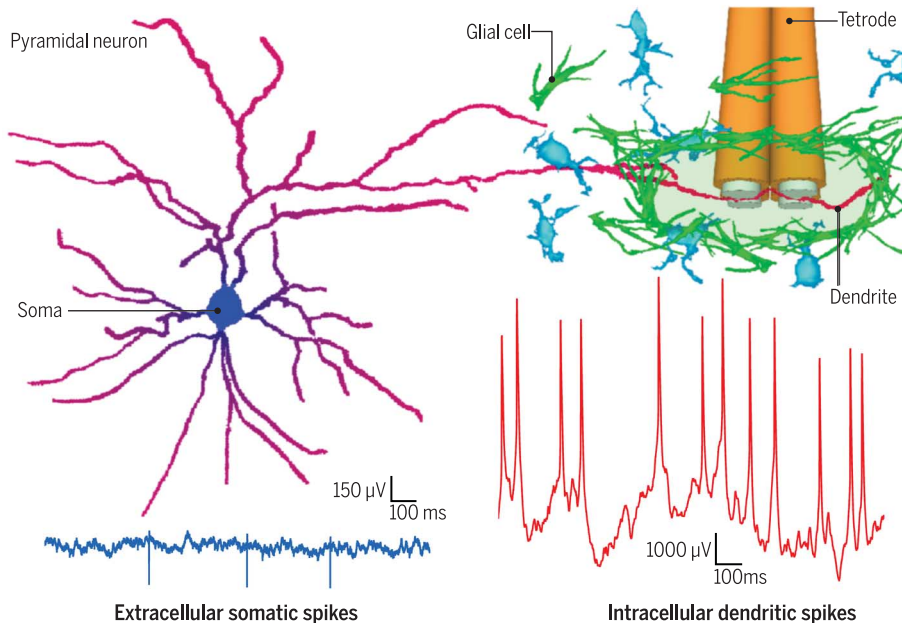 Pyramidal neuron
Glial cell
Tetrode
Soma
Dendrite
150 µV
100 ms
1000 µV
100ms
Extracellular somatic spikes
Intracellular dendritic spikes